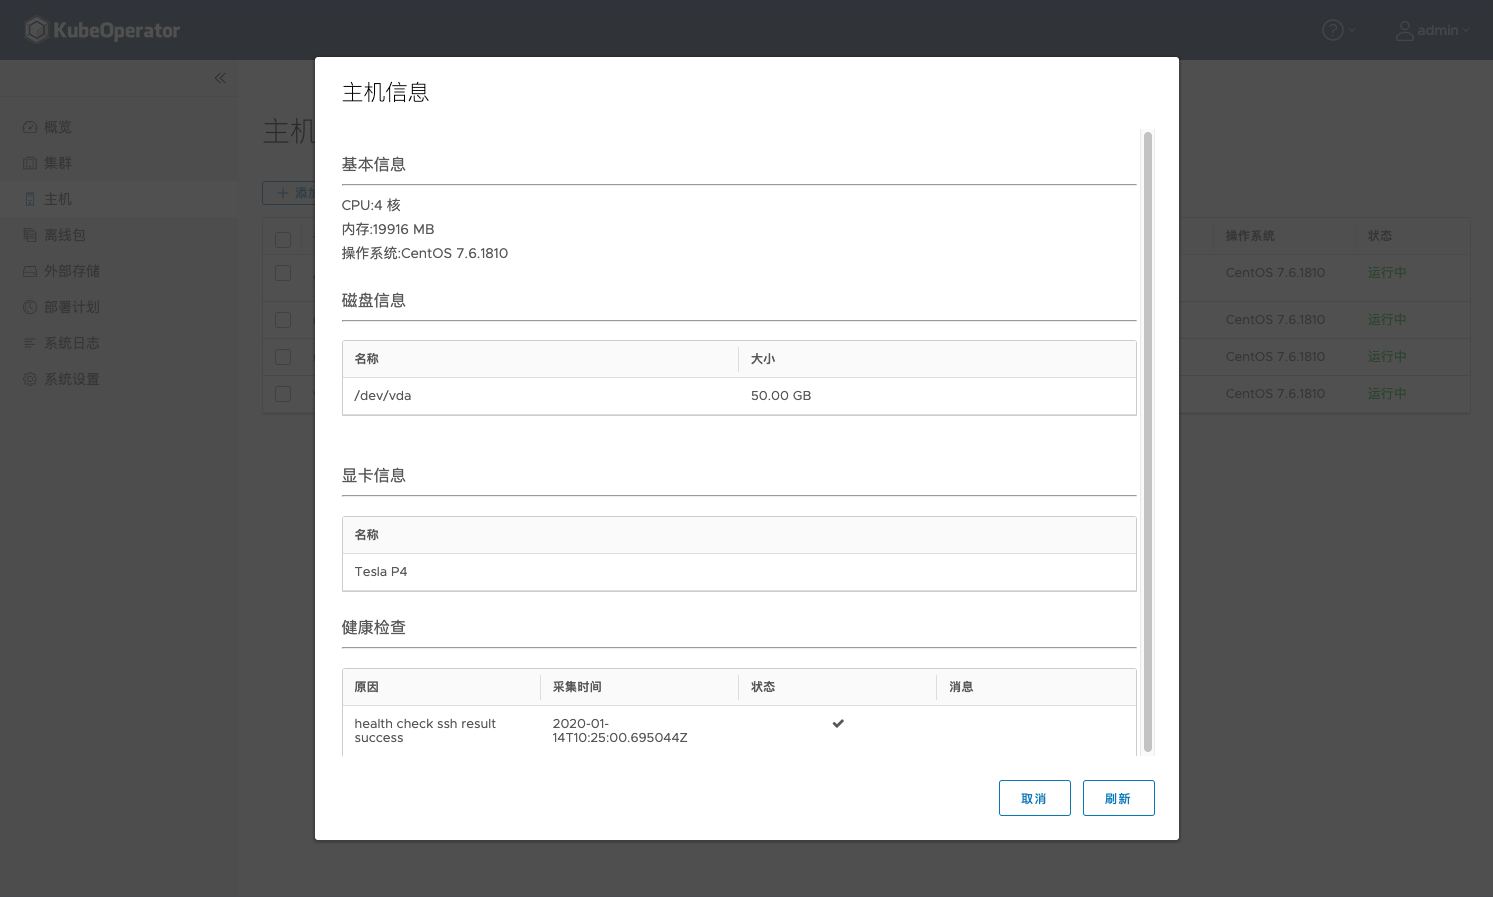 KubeOperator
admin
概览
集群
主机
离线包
外部存储
部署计划
系统日志
系统设置
主机
添加
操作系统 状态
CentOS 7.6.1810 运行中
CentOS 7.6.1810 运行中
CentOS 7.6.1810 运行中
CentOS 7.6.1810 运行中
主机信息
基本信息
CPU:4 核
内存:19916 MB
操作系统:CentOS 7.6.1810
磁盘信息
名称 大小
/dev/vda 50.00 GB
显卡信息
名称
Tesla P4
健康检查
原因 采集时间 状态 消息
health check ssh result
success
2020-01-
14T10:25:00.695044Z
取消 刷新